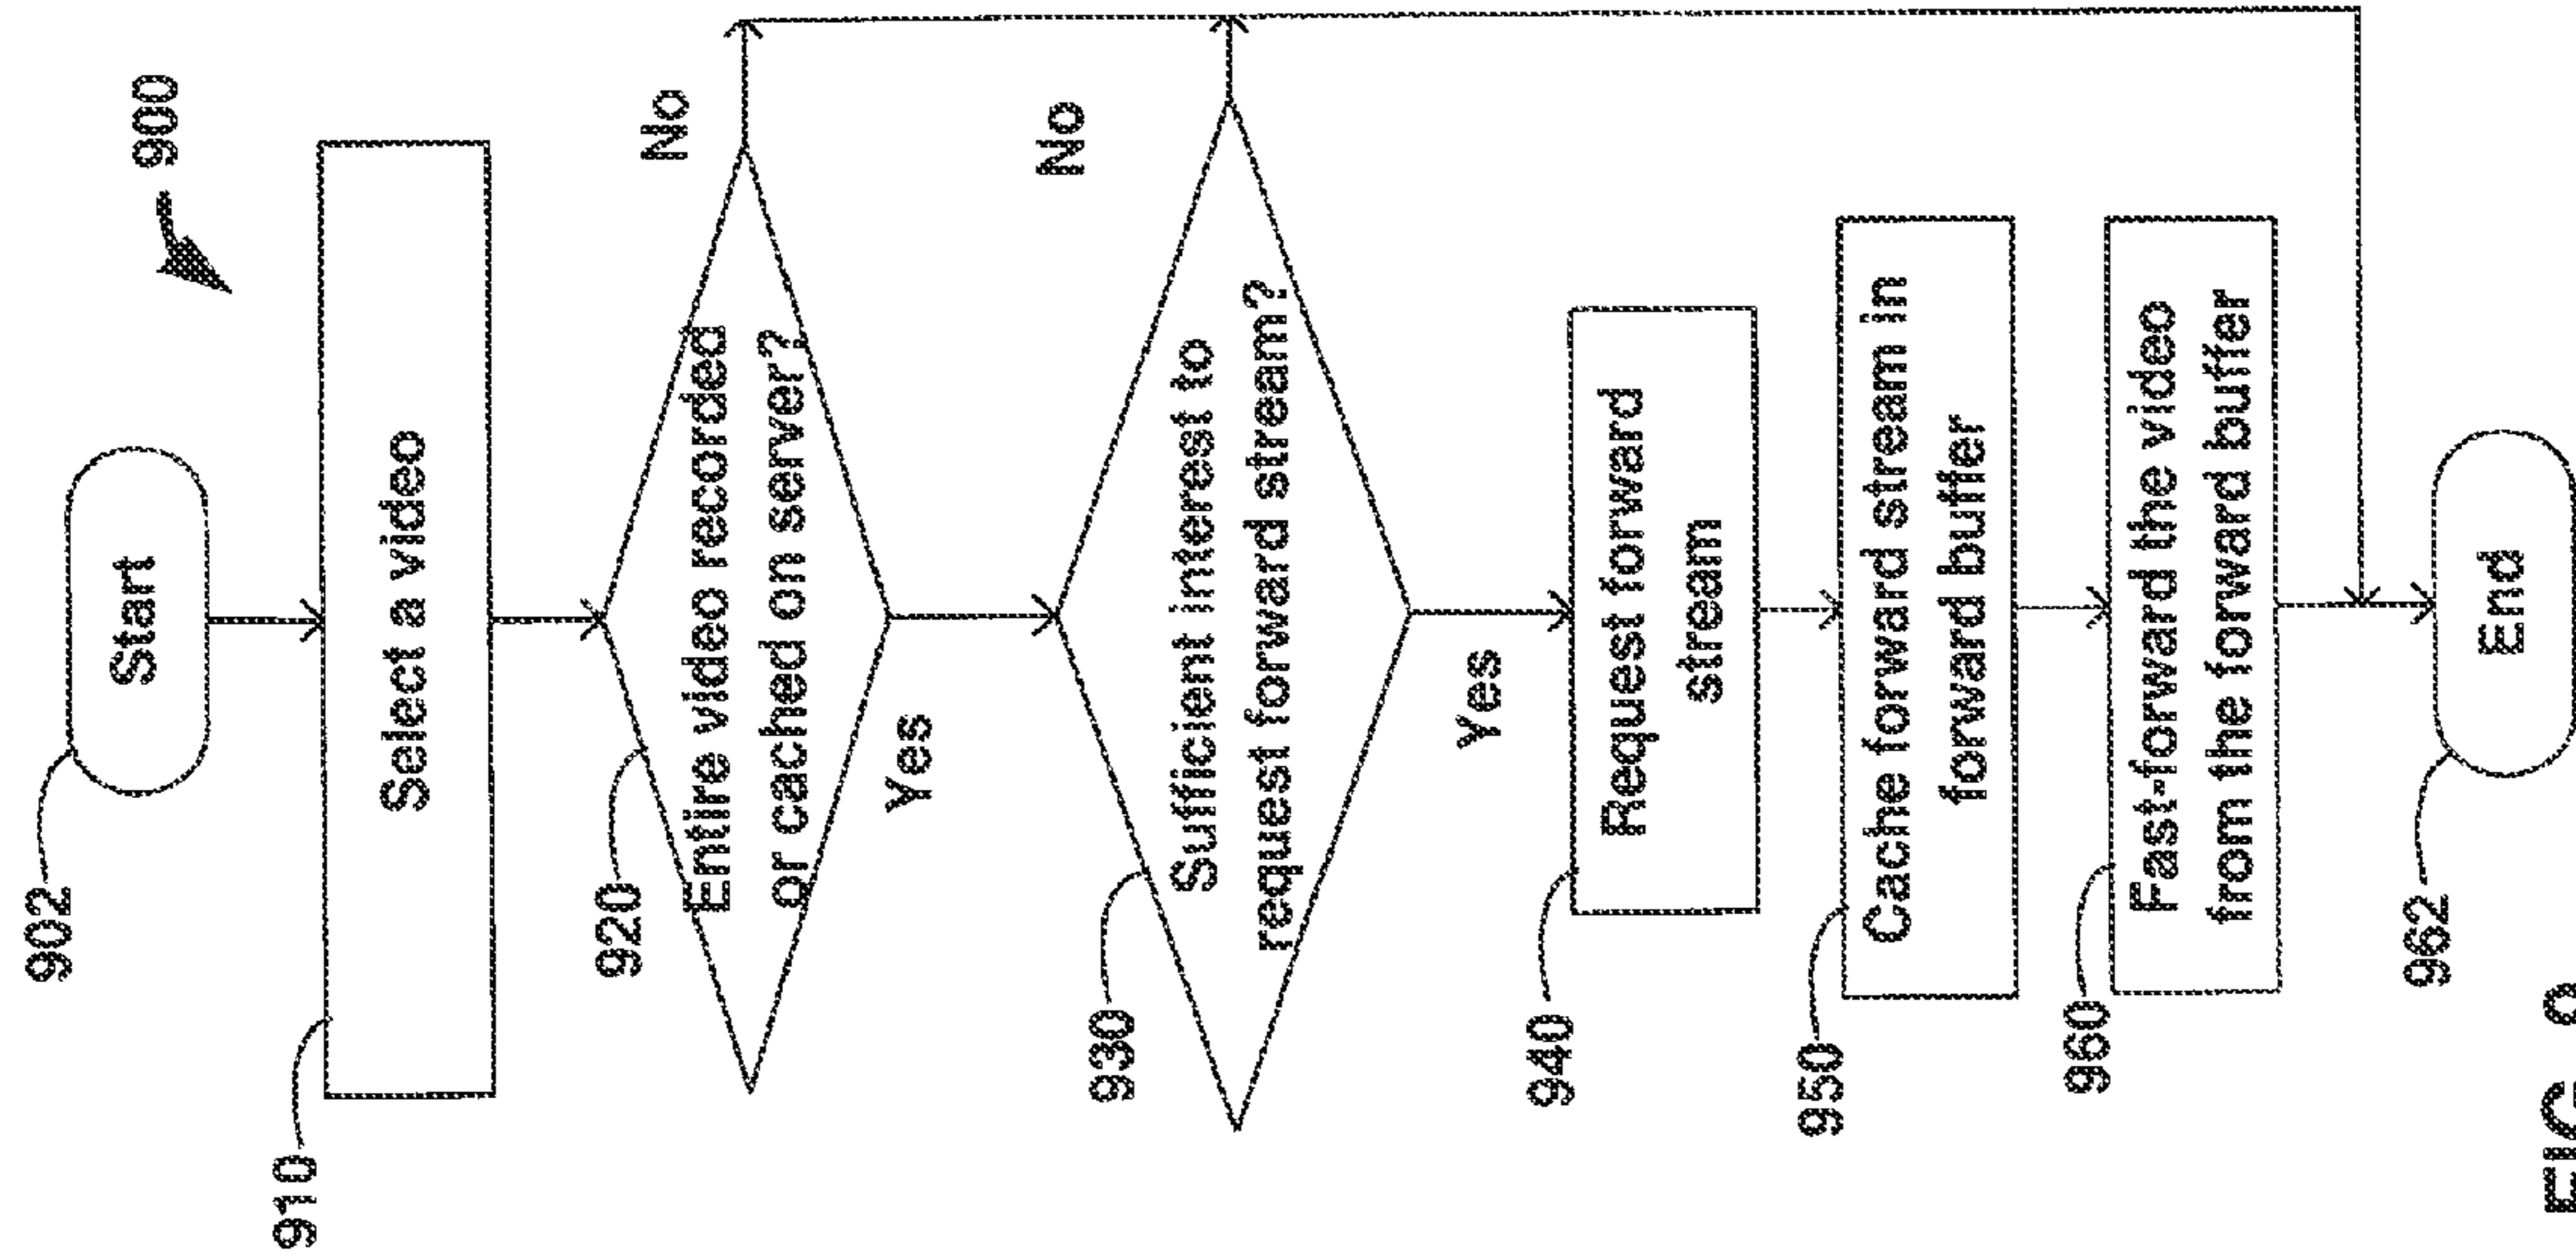 900
902
Start
910
Select a video
920
Entire video recorded
or cached on server?
No
Yes
930
Sufficient interest to
request forward stream?
No
Yes
940
Request forward
stream
950
Cache forward stream in
forward buffer
960
Fast-forward the video
from the forward buffer
962
End
FIG.